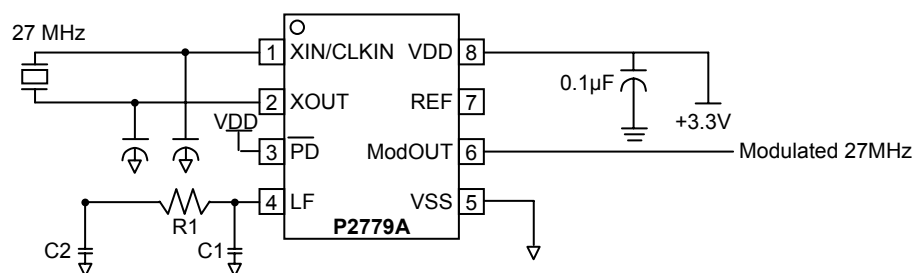 27 MHz
1 XIN/CLKIN VDD 8
2 XOUT REF 7
0.1µF
+3.3V
VDD
3 PD ModOUT 6 Modulated 27MHz
4 LF VSS 5
R1
P2779A
C2 C1